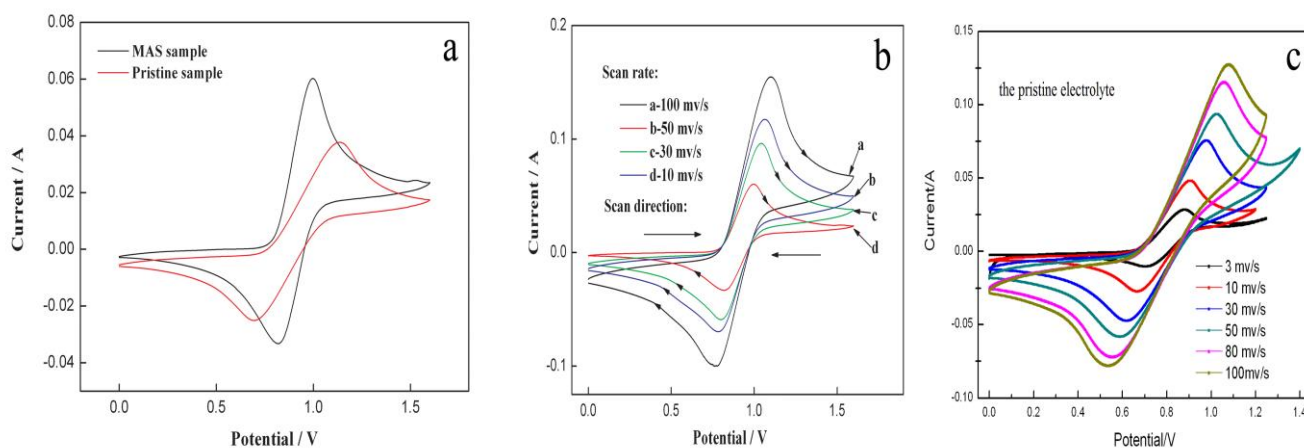 a
MAS sample
Pristine sample
0.08
0.06
0.04
0.02
0.00
-0.02
-0.04
0.0 0.5 1.0 1.5
Current / A
Potential / V
b
Scan rate:
a-100 mv/s
b-50 mv/s
c-30 mv/s
d-10 mv/s
Scan direction:
a
b
c
d
0.2
0.1
0.0
-0.1
0.0 0.5 1.0 1.5
Current / A
Potential / V
c
the pristine electrolyte
3 mv/s
10 mv/s
30 mv/s
50 mv/s
80 mv/s
100mv/s
0.15
0.10
0.05
0.00
-0.05
-0.10
0.0 0.2 0.4 0.6 0.8 1.0 1.2 1.4
Current/A
Potential/V